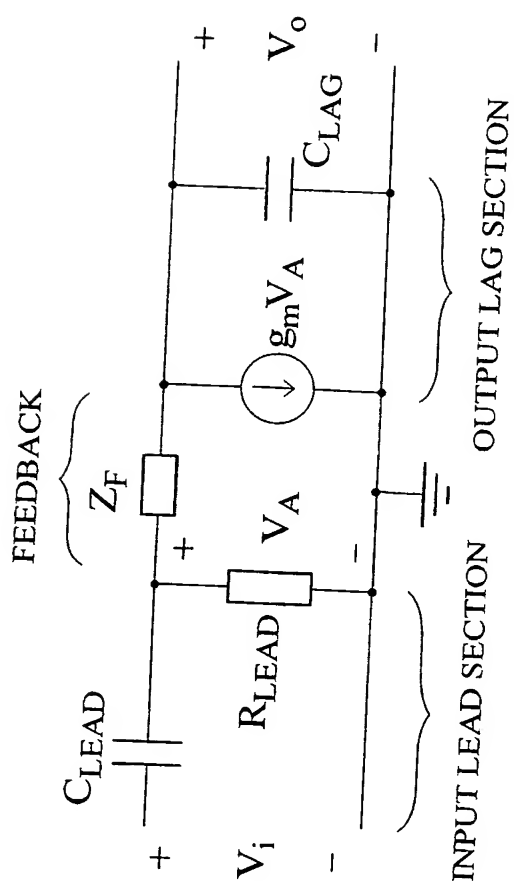 FEEDBACK
C_LEAD
Z_F
+
+
+
V_i
R_LEAD
V_A
g_mV_A
C_LAG
V_o
−
−
−
INPUT LEAD SECTION
OUTPUT LAG SECTION